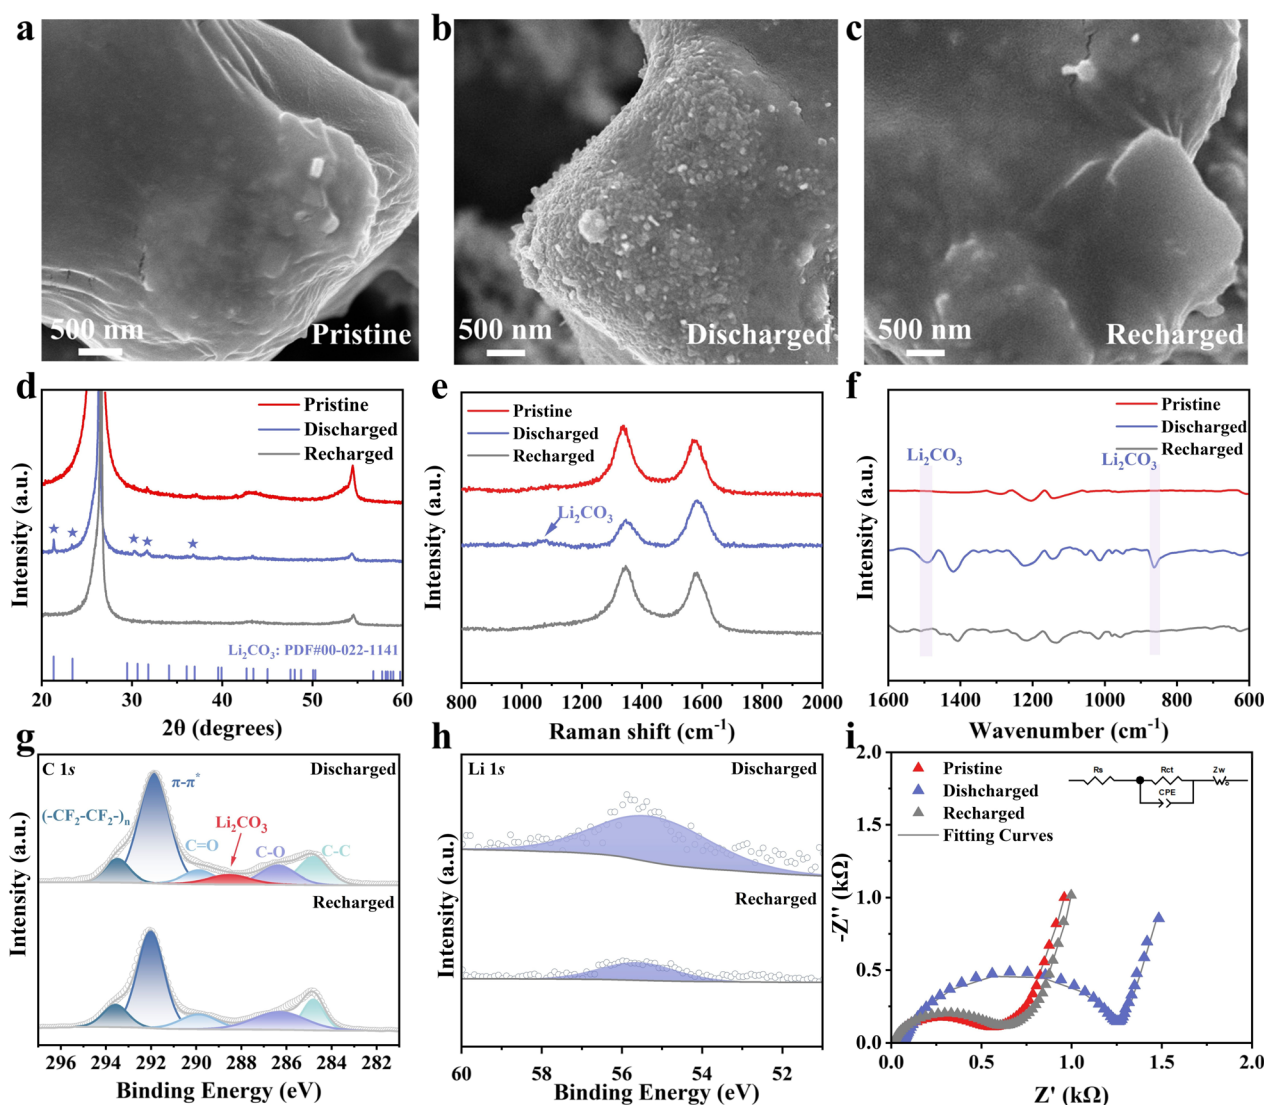 a
500 nm
Pristine
b
500 nm
Discharged
c
500 nm
Recharged
d
Pristine
Discharged
Recharged
★ ★ ★ ★ ★
Li₂CO₃: PDF#00-022-1141
20 30 40 50 60
2θ (degrees)
Intensity (a.u.)
e
Pristine
Discharged
Recharged
Li₂CO₃
800 1000 1200 1400 1600 1800 2000
Raman shift (cm⁻¹)
Intensity (a.u.)
f
Pristine
Discharged
Recharged
Li₂CO₃
Li₂CO₃
1600 1400 1200 1000 800 600
Wavenumber (cm⁻¹)
Intensity (a.u.)
g
C 1s
Discharged
π-π*
(-CF₂-CF₂-)ₙ
C=O
Li₂CO₃
C-O
C-C
Recharged
296 294 292 290 288 286 284 282
Binding Energy (eV)
Intensity (a.u.)
h
Li 1s
Discharged
Recharged
60 58 56 54 52
Binding Energy (eV)
Intensity (a.u.)
i
Pristine
Dishcharged
Recharged
Fitting Curves
Rs
Rct
Zw
CPE
2.0
1.5
1.0
0.5
0.0
0.0 0.5 1.0 1.5 2.0
Z' (kΩ)
-Z'' (kΩ)